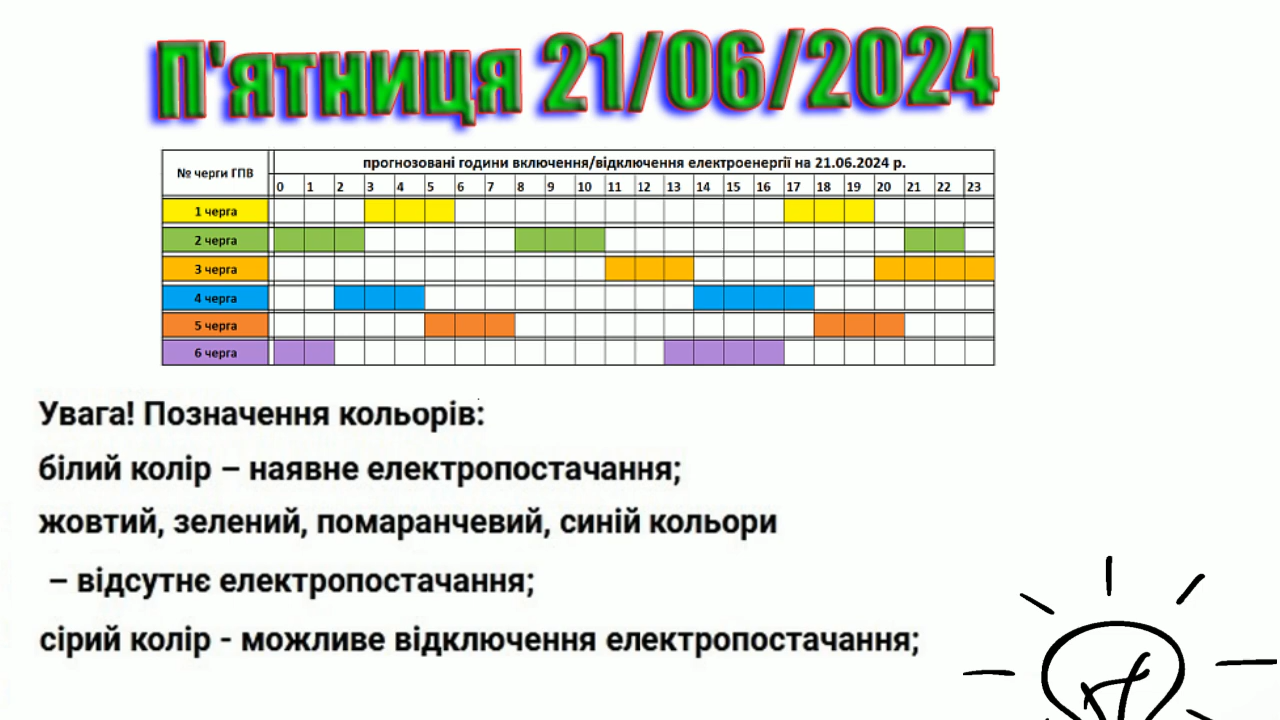 П'ятниця 21/06/2024
№ черги ГПВ
прогнозовані години включення/відключення електроенергії на 21.06.2024 р.
0 1 2 3 4 5 6 7 8 9 10 11 12 13 14 15 16 17 18 19 20 21 22 23
1 черга
2 черга
3 черга
4 черга
5 черга
6 черга
Увага! Позначення кольорів:
білий колір – наявне електропостачання;
жовтий, зелений, помаранчевий, синій кольори
– відсутнє електропостачання;
сірий колір - можливе відключення електропостачання;